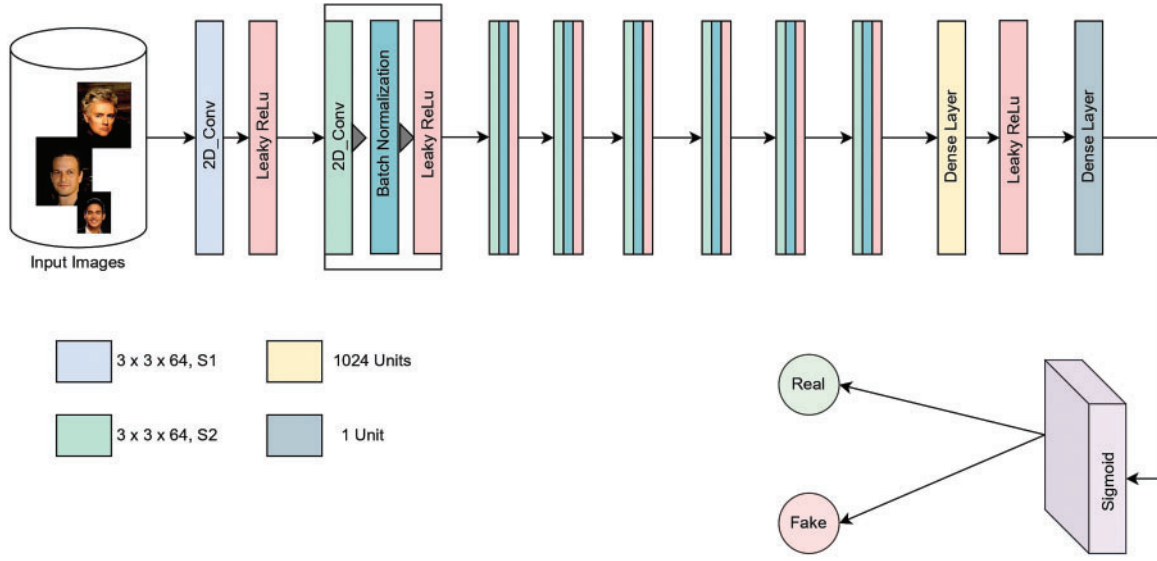 Input Images
2D_Conv
Leaky ReLu
2D_Conv
Batch Normalization
Leaky ReLu
Dense Layer
Leaky ReLu
Dense Layer
3 x 3 x 64, S1
1024 Units
3 x 3 x 64, S2
1 Unit
Real
Fake
Sigmoid